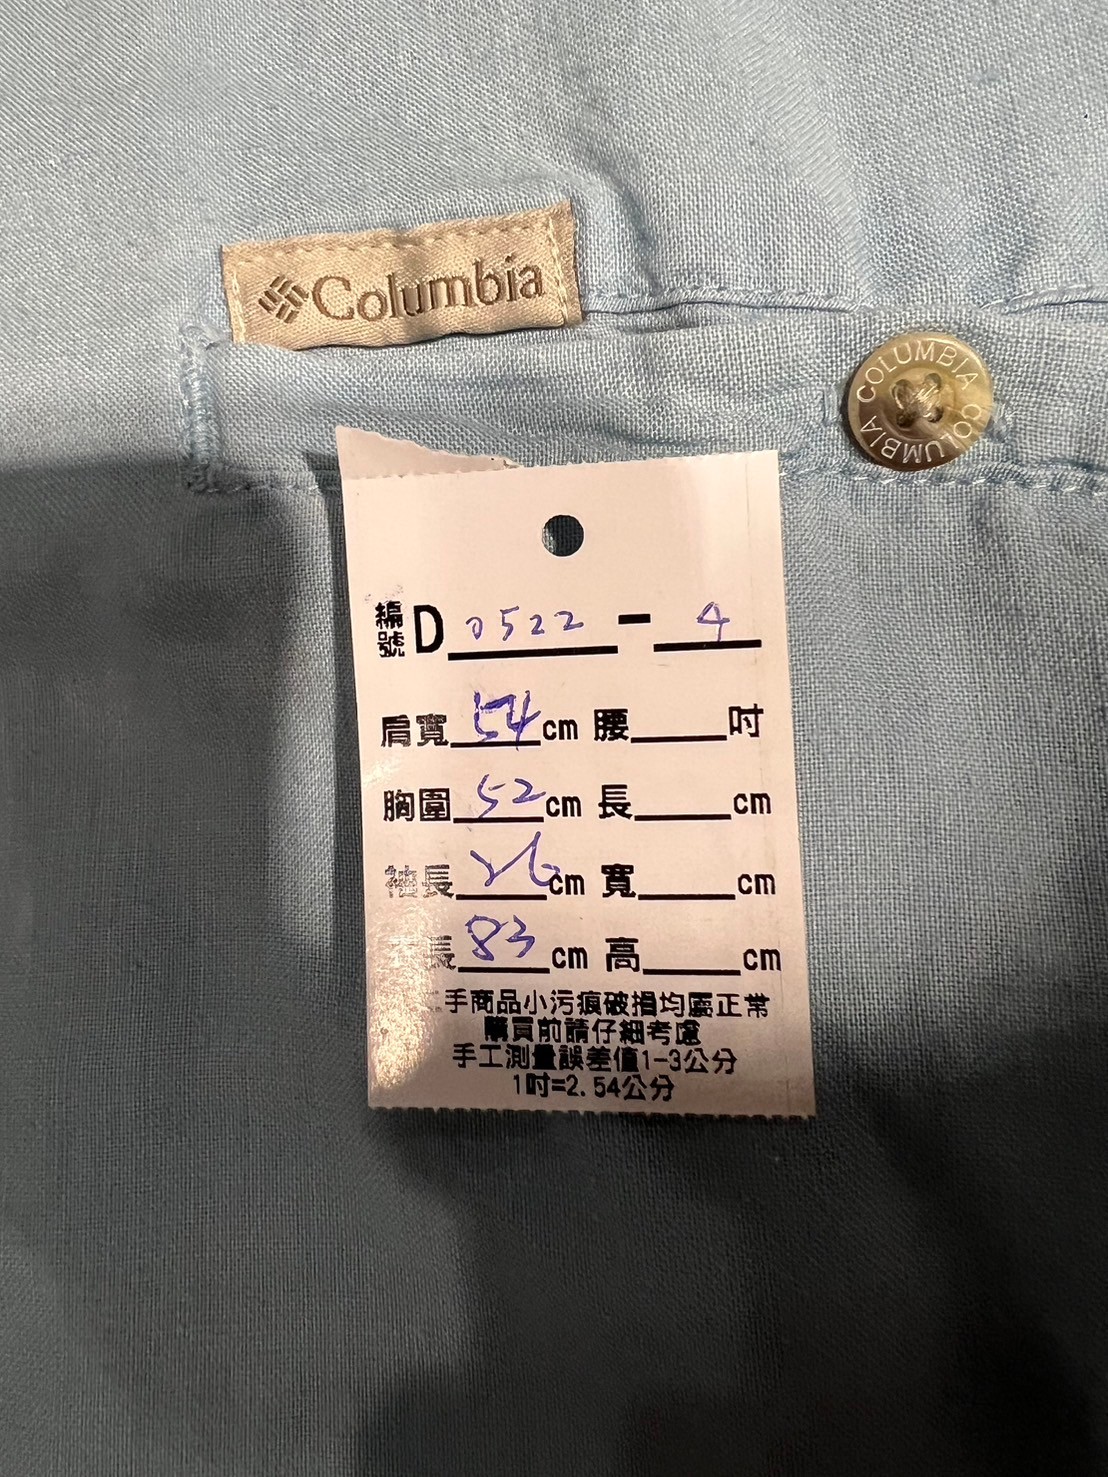 Columbia
COLUMBIA COLUMBIA
編號 D 0522 - 4
肩寬 54 cm 腰 吋
胸圍 52 cm 長 cm
袖長 26 cm 寬 cm
長 83 cm 高 cm
手商品小污痕破損均屬正常
購買前請仔細考慮
手工測量誤差值1-3公分
1吋=2.54公分